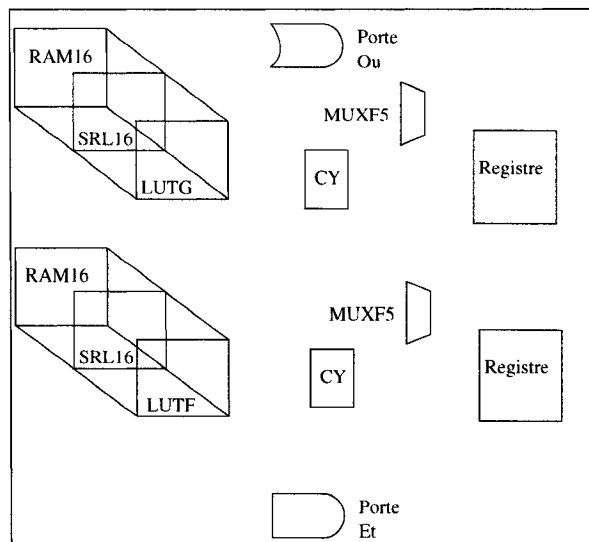 Porte
Ou
RAM16
MUXF5
SRL16
CY
Registre
LUTG
RAM16
MUXF5
SRL16
CY
Registre
LUTF
Porte
Et